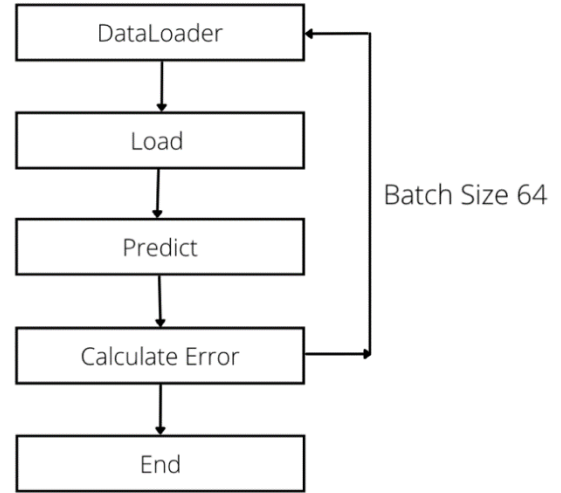 DataLoader
Load
Batch Size 64
Predict
Calculate Error
End